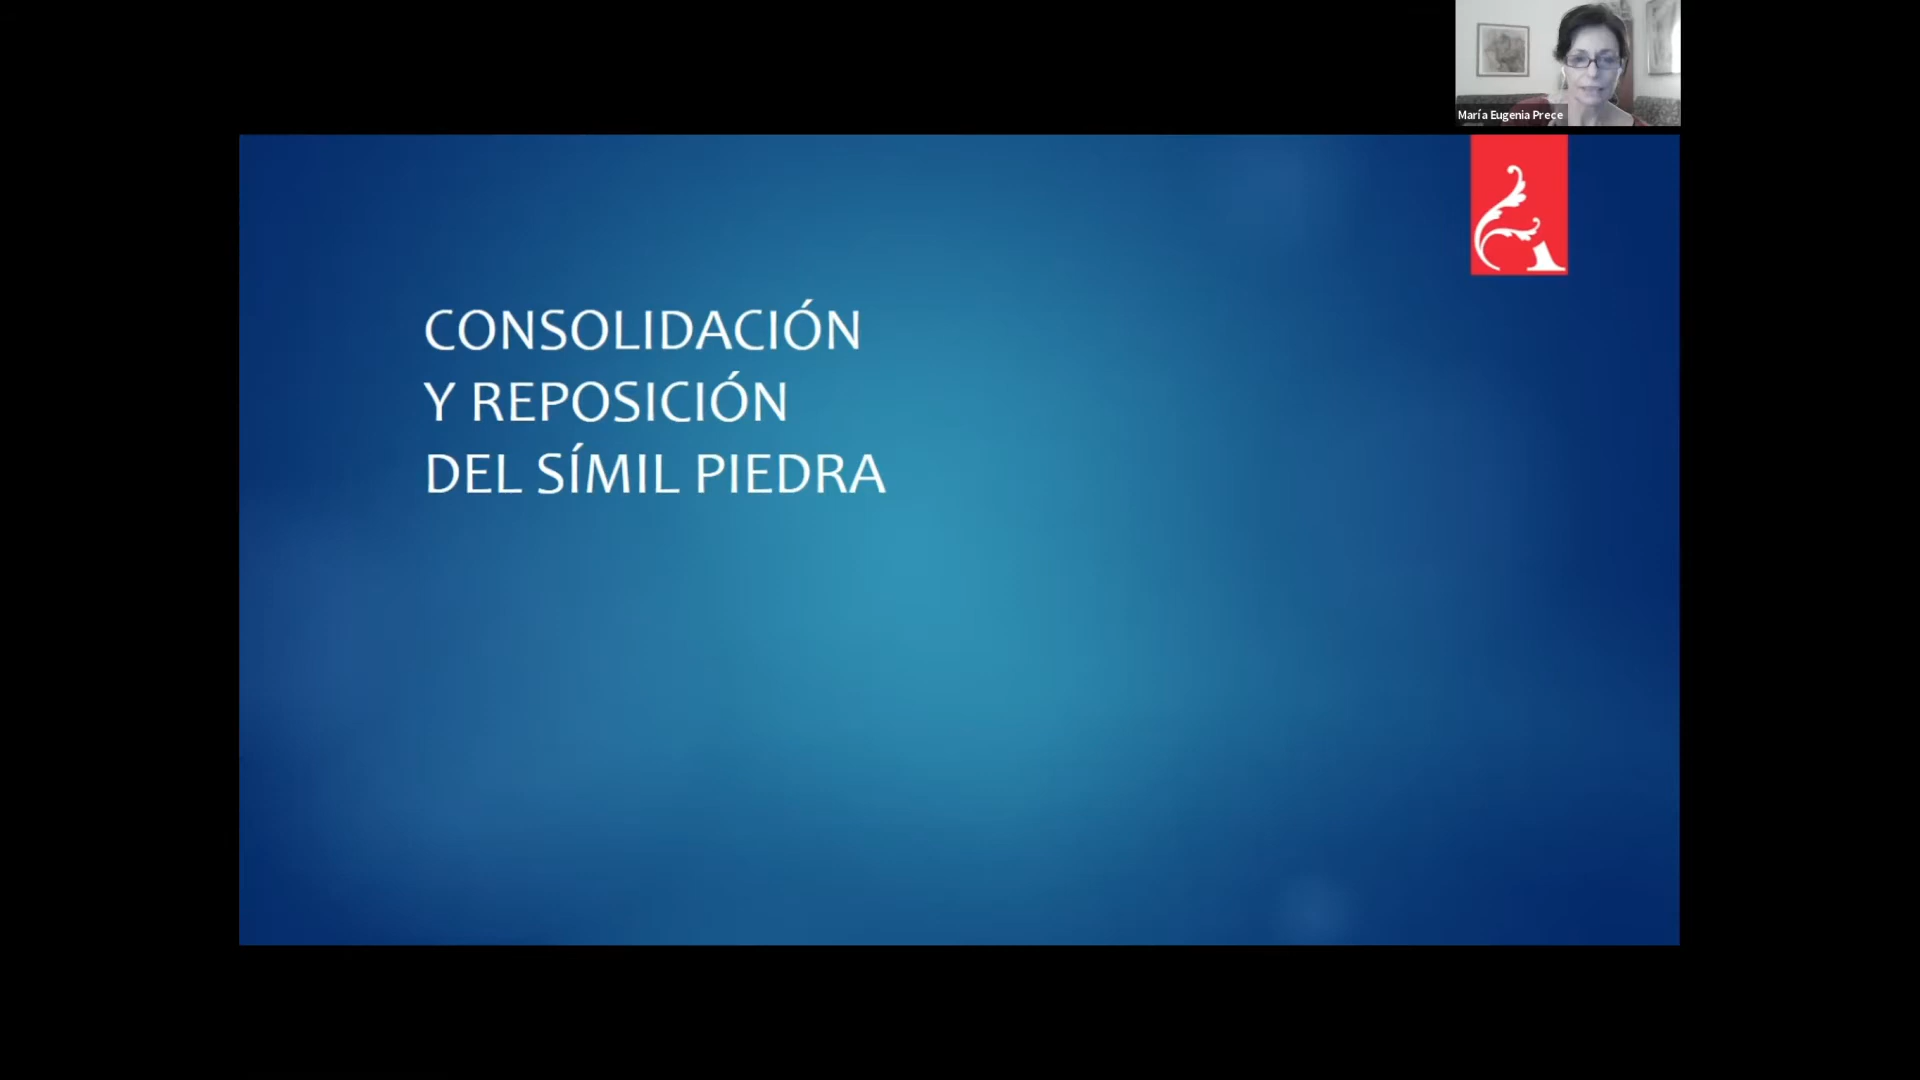 María Eugenia Prece
CONSOLIDACIÓN
Y REPOSICIÓN
DEL SÍMIL PIEDRA